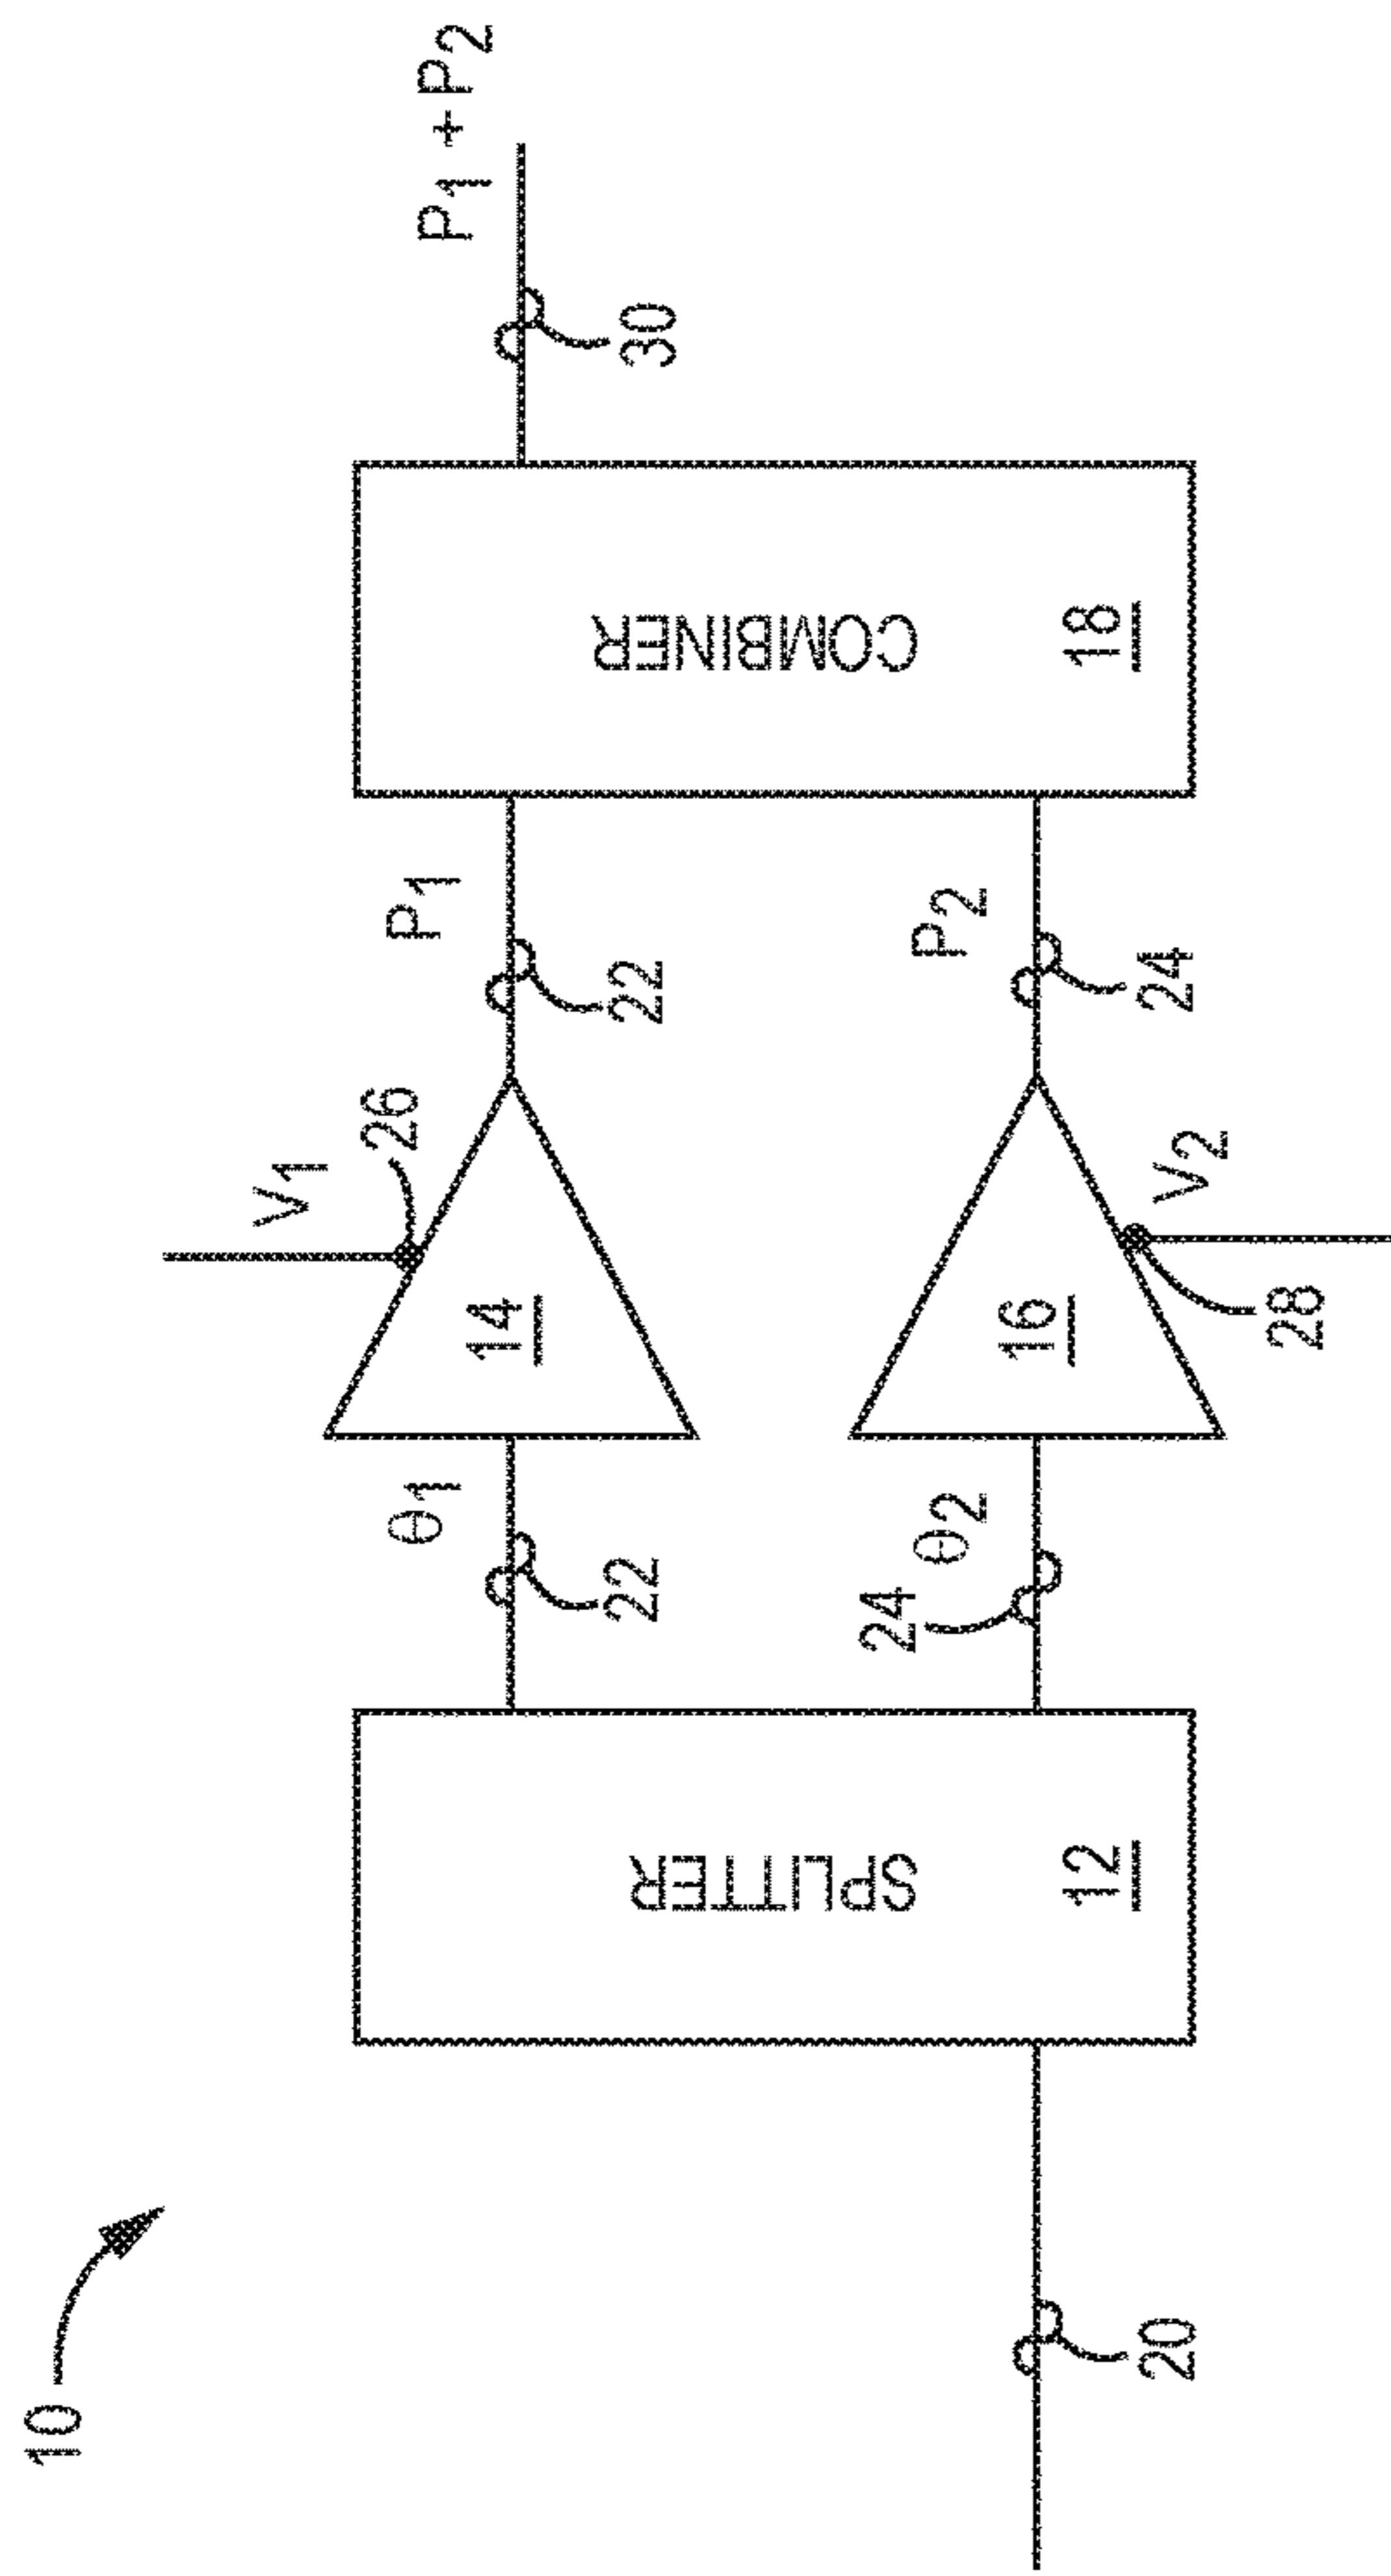 10
20
SPLITTER
12
θ1
22
24
θ2
14
16
V1
26
28
V2
P1
22
P2
24
COMBINER
18
30
P1 + P2